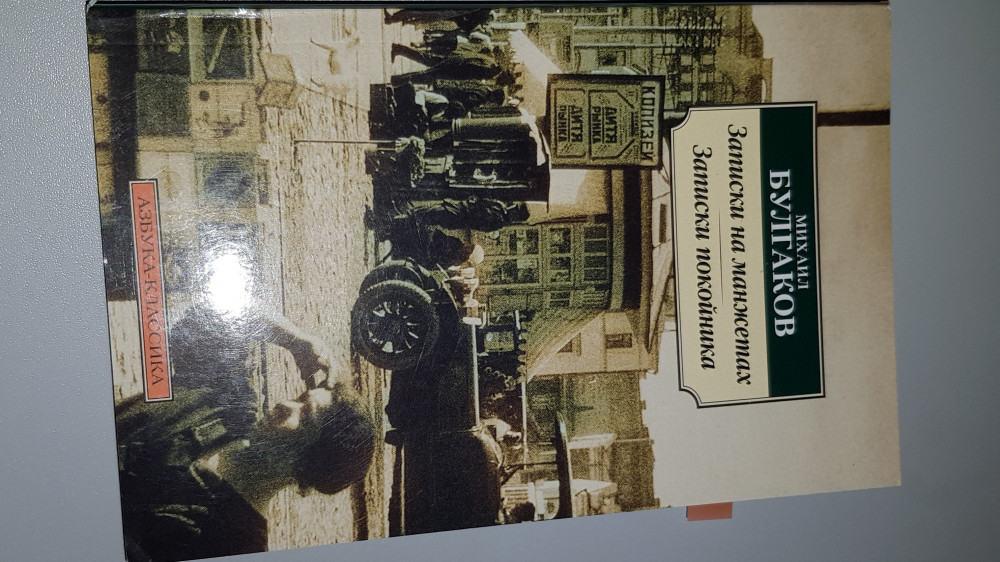 МИХАИЛ
БУЛГАКОВ
Записки на манжетах
Записки покойника
КОЛИЗЕЙ
ДИТЯ
РЫНКА
ДИТЯ
РЫНКА
АЗБУКА-КЛАССИКА